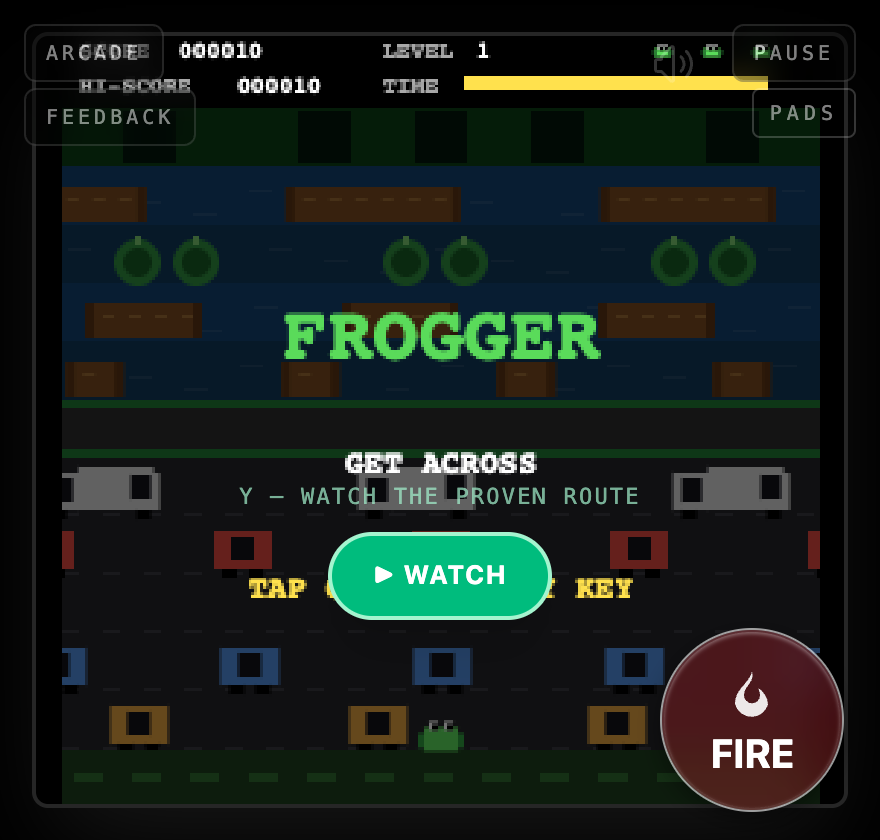 ARCADE
SCORE 000010 LEVEL 1
PAUSE
HI-SCORE 000010 TIME
FEEDBACK
PADS
FROGGER
GET ACROSS
Y — WATCH THE PROVEN ROUTE
WATCH
TAP KEY
FIRE